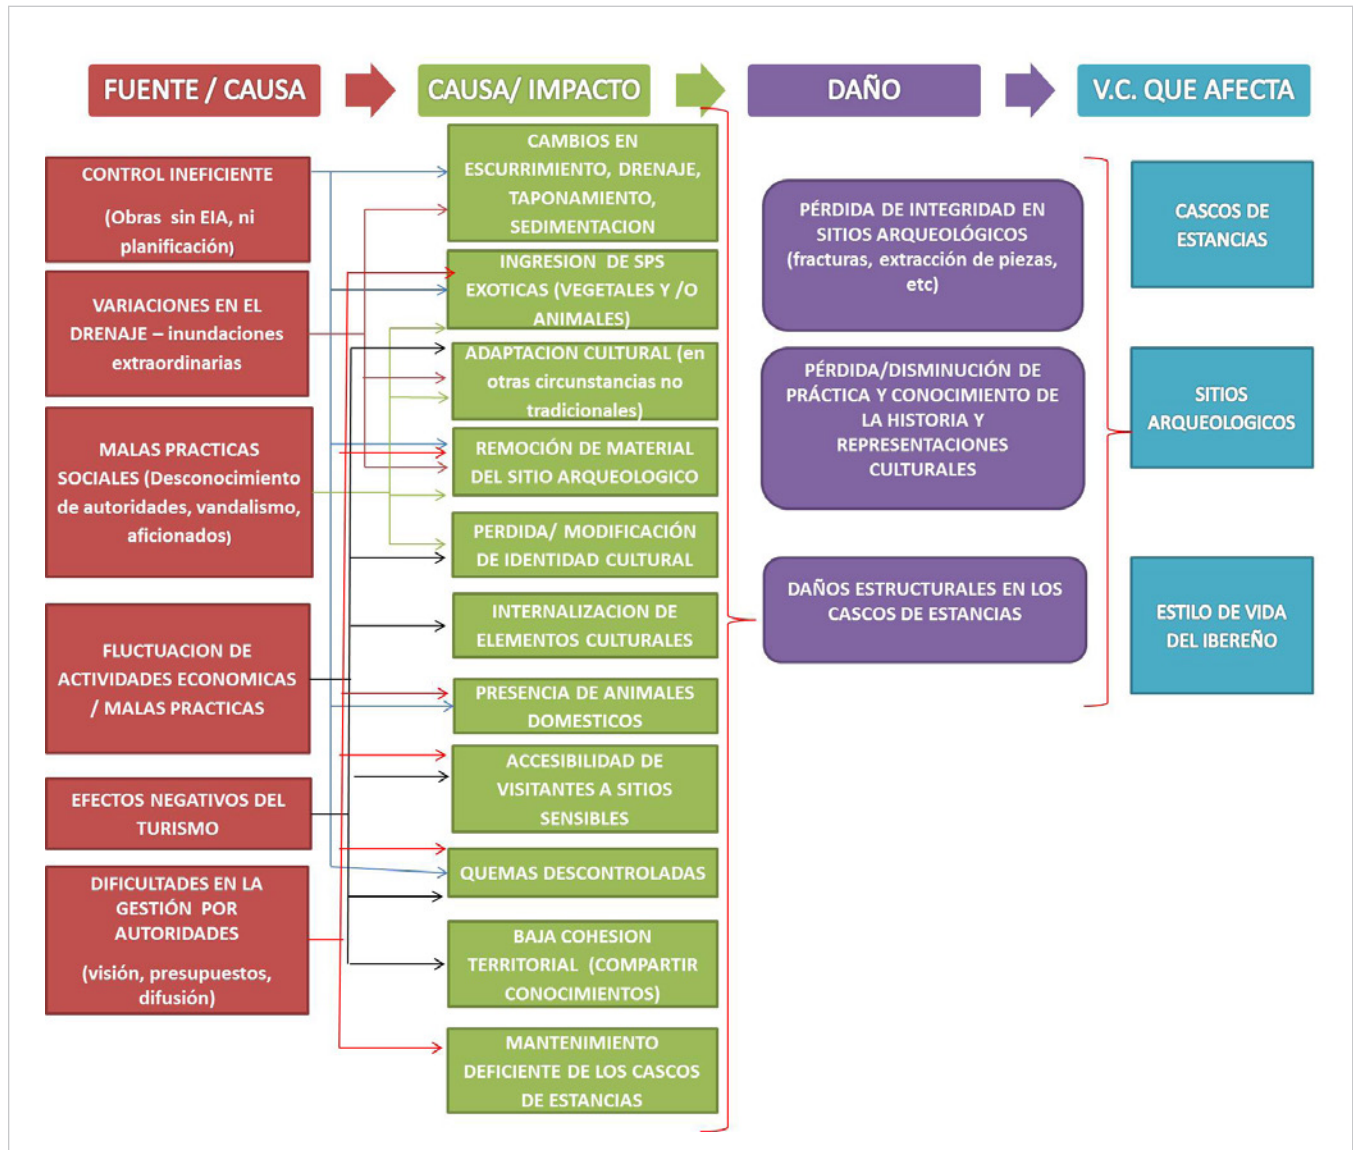 FUENTE / CAUSA
CAUSA/ IMPACTO
DAÑO
V.C. QUE AFECTA
CONTROL INEFICIENTE
(Obras sin EIA, ni
planificación)
VARIACIONES EN EL
DRENAJE – inundaciones
extraordinarias
MALAS PRACTICAS
SOCIALES (Desconocimiento
de autoridades, vandalismo,
aficionados)
FLUCTUACION DE
ACTIVIDADES ECONOMICAS
/ MALAS PRACTICAS
EFECTOS NEGATIVOS DEL
TURISMO
DIFICULTADES EN LA
GESTIÓN POR
AUTORIDADES
(visión, presupuestos,
difusión)
CAMBIOS EN
ESCURRIMIENTO, DRENAJE,
TAPONAMIENTO,
SEDIMENTACION
INGRESION DE SPS
EXOTICAS (VEGETALES Y /O
ANIMALES)
ADAPTACION CULTURAL (en
otras circunstancias no
tradicionales)
REMOCIÓN DE MATERIAL
DEL SITIO ARQUEOLOGICO
PERDIDA/ MODIFICACIÓN
DE IDENTIDAD CULTURAL
INTERNALIZACION DE
ELEMENTOS CULTURALES
PRESENCIA DE ANIMALES
DOMESTICOS
ACCESIBILIDAD DE
VISITANTES A SITIOS
SENSIBLES
QUEMAS DESCONTROLADAS
BAJA COHESION
TERRITORIAL (COMPARTIR
CONOCIMIENTOS)
MANTENIMIENTO
DEFICIENTE DE LOS CASCOS
DE ESTANCIAS
PÉRDIDA DE INTEGRIDAD EN
SITIOS ARQUEOLÓGICOS
(fracturas, extracción de piezas,
etc)
PÉRDIDA/DISMINUCIÓN DE
PRÁCTICA Y CONOCIMIENTO DE
LA HISTORIA Y
REPRESENTACIONES
CULTURALES
DAÑOS ESTRUCTURALES EN LOS
CASCOS DE ESTANCIAS
CASCOS DE
ESTANCIAS
SITIOS
ARQUEOLOGICOS
ESTILO DE VIDA
DEL IBEREÑO